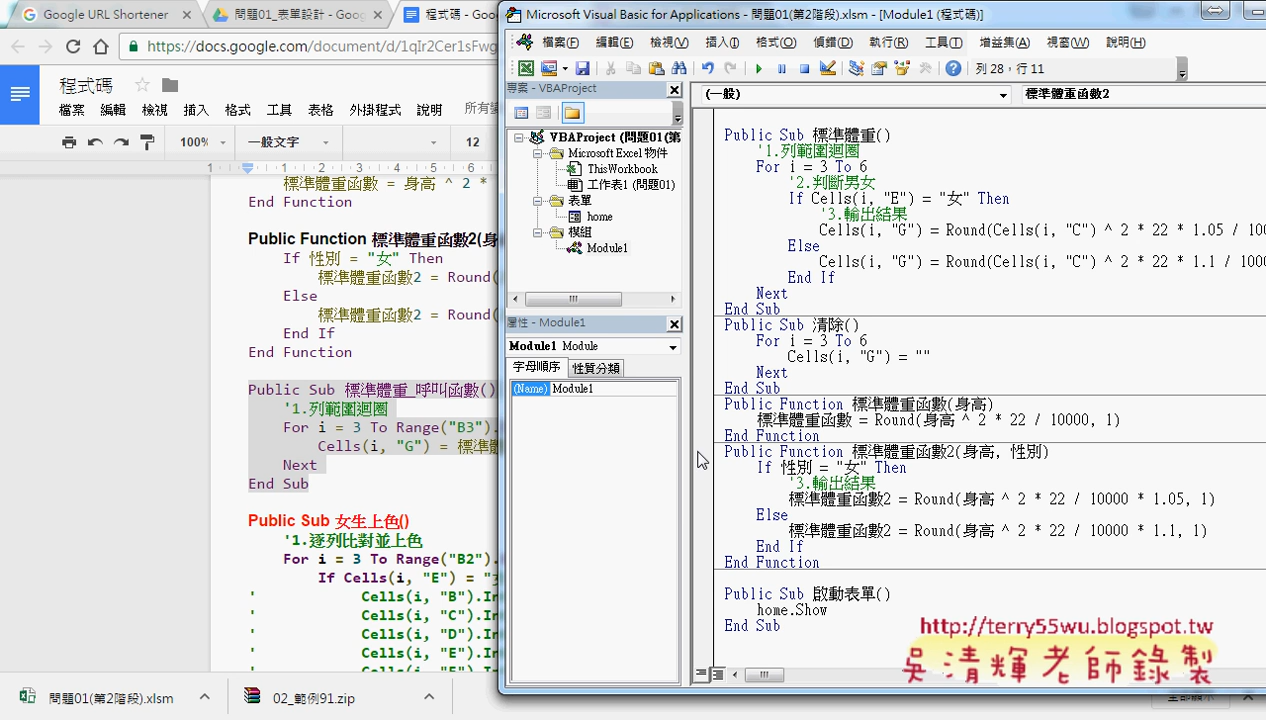 Google URL Shortener
問題01_表單設計 - Goog
程式碼 - Goo
https://docs.google.com/document/d/1qIr2Cer1sFwg
程式碼
檔案 編輯 檢視 插入 格式 工具 表格 外掛程式 說明
100% 一般文字 12
1 1 2 3 4 5 6
標準體重函數 = 身高 ^ 2 *
End Function
Public Function 標準體重函數2(身
If 性別 = "女" Then
標準體重函數2 = Round(
Else
標準體重函數2 = Round(
End If
End Function
Public Sub 標準體重_呼叫函數()
'1.列範圍迴圈
For i = 3 To Range("B3").
Cells(i, "G") = 標準體
Next
End Sub
Public Sub 女生上色()
'1.逐列比對並上色
For i = 3 To Range("B2").
If Cells(i, "E") =
' Cells(i, "B").In
' Cells(i, "C").In
' Cells(i, "D").In
' Cells(i, "E").In
問題01(第2階段).xlsm
02_範例91.zip
全部顯示
Microsoft Visual Basic for Applications - 問題01(第2階段).xlsm - [Module1 (程式碼)]
檔案(F) 編輯(E) 檢視(V) 插入(I) 格式(O) 偵錯(D) 執行(R) 工具(T) 增益集(A) 視窗(W) 說明(H)
列 28，行 11
專案 - VBAProject
VBAProject (問題01(第
Microsoft Excel 物件
ThisWorkbook
工作表1 (問題01)
表單
home
模組
Module1
屬性 - Module1
Module1 Module
字母順序 性質分類
(Name) Module1
(一般) 標準體重函數2
Public Sub 標準體重()
'1.列範圍迴圈
For i = 3 To 6
'2.判斷男女
If Cells(i, "E") = "女" Then
'3.輸出結果
Cells(i, "G") = Round(Cells(i, "C") ^ 2 * 22 * 1.05 / 100
Else
Cells(i, "G") = Round(Cells(i, "C") ^ 2 * 22 * 1.1 / 1000
End If
Next
End Sub
Public Sub 清除()
For i = 3 To 6
Cells(i, "G") = ""
Next
End Sub
Public Function 標準體重函數(身高)
標準體重函數 = Round(身高 ^ 2 * 22 / 10000, 1)
End Function
Public Function 標準體重函數2(身高, 性別)
If 性別 = "女" Then
'3.輸出結果
標準體重函數2 = Round(身高 ^ 2 * 22 / 10000 * 1.05, 1)
Else
標準體重函數2 = Round(身高 ^ 2 * 22 / 10000 * 1.1, 1)
End If
End Function
Public Sub 啟動表單()
home.Show
End Sub
http://terry55wu.blogspot.tw
吳清輝老師錄製